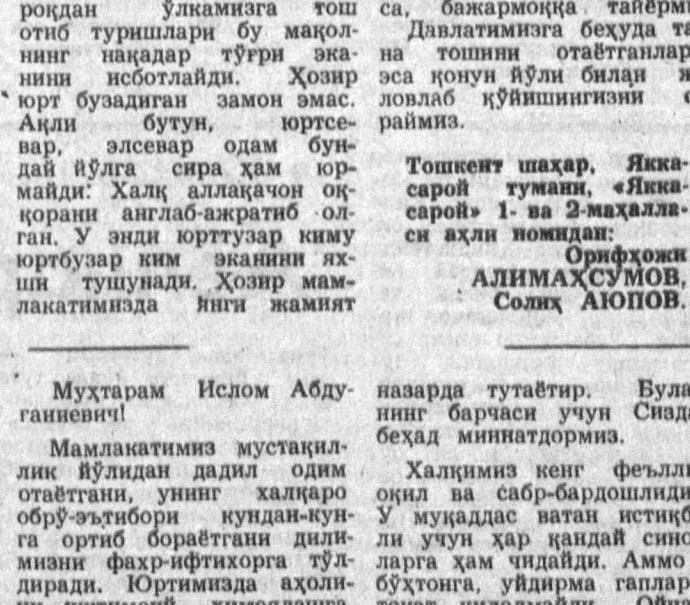 роқдан ўлкамизга тош
отиб туришлари бу мақол-
нинг нақадар тўғри эка-
нини исботлайди. Ҳозир
юрт бузадиган замон эмас.
Ақли бутун, юртсе-
вар, элсевар одам бун-
дай йўлга сира ҳам юр-
майди: Халқ аллақачон оқ-
қорани англаб-ажратиб ол-
ган. У энди юрттузар киму
юртбузар ким эканини ях-
ши тушунади. Ҳозир мам-
лакатимизда янги жамият
Муҳтарам Ислом Абду-
ганиевич!
Мамлакатимиз мустақил-
лик йўлидан дадил одим
отаётгани, унинг халқаро
обрў-эътибори кундан-кун-
га ортиб бораётгани дили-
мизни фахр-ифтихорга тўл-
диради. Юртимизда аҳоли-
са, бажармоққа
Давлатимизга беҳуда
на тошини отаётганлар
эса қонун йўли билан ж
ловлаб қўйишингизни с
раймиз.
Тошкент шаҳар, Якка-
сарой тумани, «Якка-
сарой» 1- ва 2-маҳалла-
си аҳли номидан:
Орифхожи
АЛИМАҲСУМОВ,
Солиҳ АЮПОВ.
назарда тутаётир. Була
нинг барчаси учун Сизд
беҳад миннатдормиз.
Халқимиз кенг феълли
оқил ва сабр-бардошлиди
У муқаддас ватан истиқб
ли учун ҳар қандай сино
ларга ҳам чидайди. Аммо
бўҳтонга, уйдирма гаплар